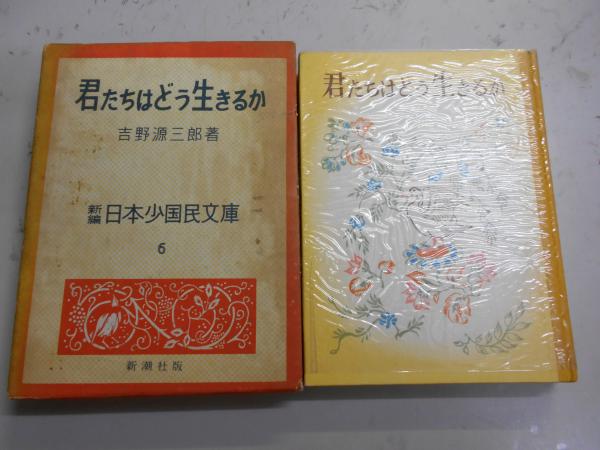 君たちはどう生きるか
吉野源三郎著
新編 日本少国民文庫
6
新潮社版
君たちはどう生きるか